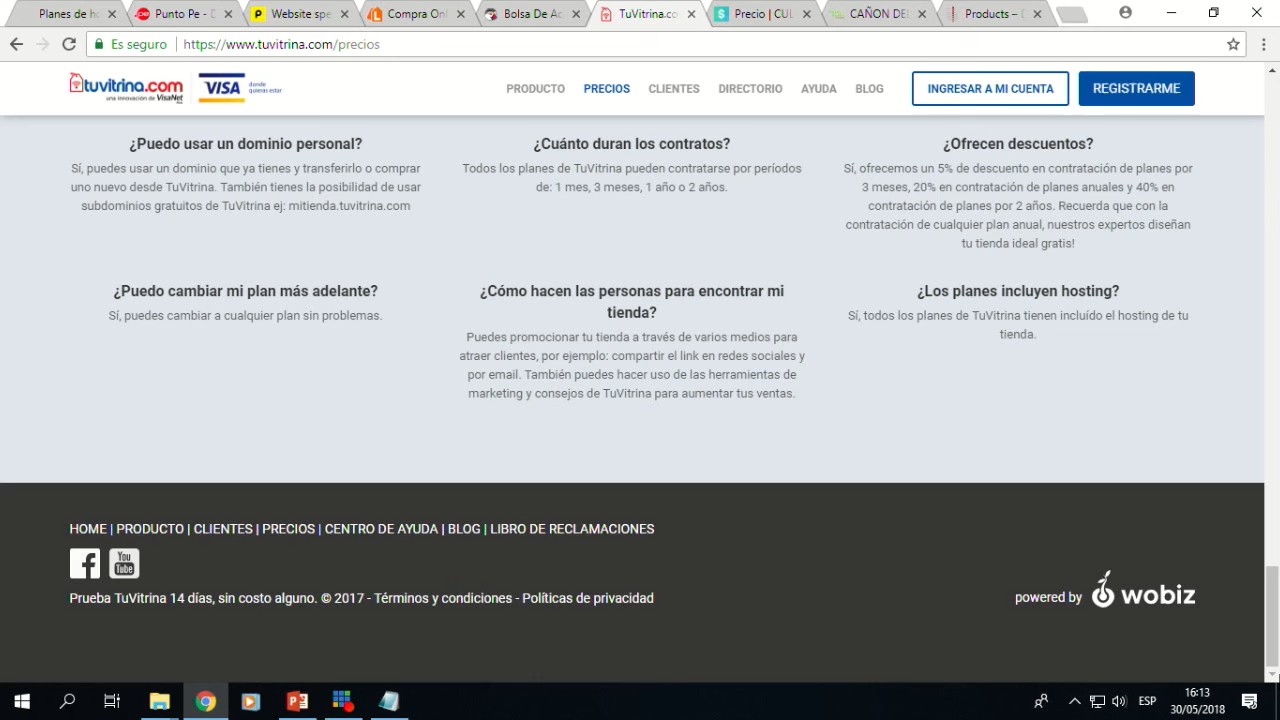 Planes de h
Punto Pe - D
Website spe
Compra Onl
Bolsa De Ac
TuVitrina.co
Precio | CUL
CAÑON DEL
Products – D
Es seguro
https://www.tuvitrina.com/precios
tuvitrina.com
una innovación de VisaNet
VISA
donde quieras estar
PRODUCTO
PRECIOS
CLIENTES
DIRECTORIO
AYUDA
BLOG
INGRESAR A MI CUENTA
REGISTRARME
¿Puedo usar un dominio personal?
Sí, puedes usar un dominio que ya tienes y transferirlo o comprar
uno nuevo desde TuVitrina. También tienes la posibilidad de usar
subdominios gratuitos de TuVitrina ej: mitienda.tuvitrina.com
¿Cuánto duran los contratos?
Todos los planes de TuVitrina pueden contratarse por períodos
de: 1 mes, 3 meses, 1 año o 2 años.
¿Ofrecen descuentos?
Sí, ofrecemos un 5% de descuento en contratación de planes por
3 meses, 20% en contratación de planes anuales y 40% en
contratación de planes por 2 años. Recuerda que con la
contratación de cualquier plan anual, nuestros expertos diseñan
tu tienda ideal gratis!
¿Puedo cambiar mi plan más adelante?
Sí, puedes cambiar a cualquier plan sin problemas.
¿Cómo hacen las personas para encontrar mi
tienda?
Puedes promocionar tu tienda a través de varios medios para
atraer clientes, por ejemplo: compartir el link en redes sociales y
por email. También puedes hacer uso de las herramientas de
marketing y consejos de TuVitrina para aumentar tus ventas.
¿Los planes incluyen hosting?
Sí, todos los planes de TuVitrina tienen incluído el hosting de tu
tienda.
HOME | PRODUCTO | CLIENTES | PRECIOS | CENTRO DE AYUDA | BLOG | LIBRO DE RECLAMACIONES
You Tube
Prueba TuVitrina 14 días, sin costo alguno. © 2017 - Términos y condiciones - Políticas de privacidad
powered by wobiz
ESP
16:13
30/05/2018